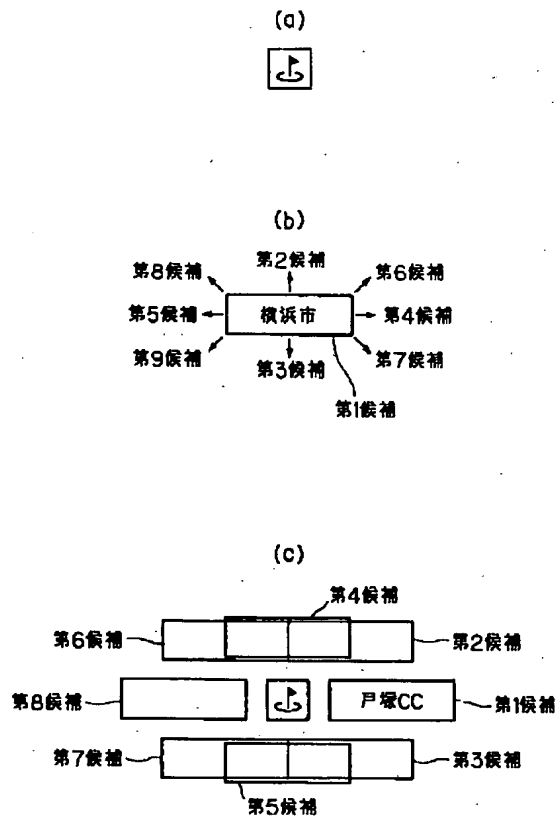 (a)
(b)
第8候補 第2候補 第6候補
第5候補 横浜市 第4候補
第9候補 第3候補 第7候補
第1候補
(c)
第4候補
第6候補 第2候補
第8候補 戸塚CC 第1候補
第7候補 第3候補
第5候補